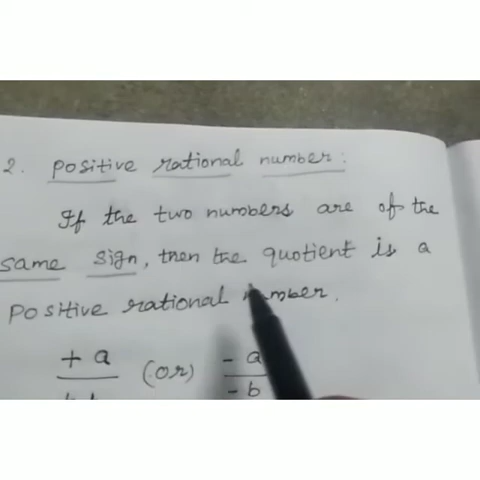 2. positive rational number:
If the two numbers are of the
same sign, then the quotient is a
positive rational number.
+ a (or) - a
- b